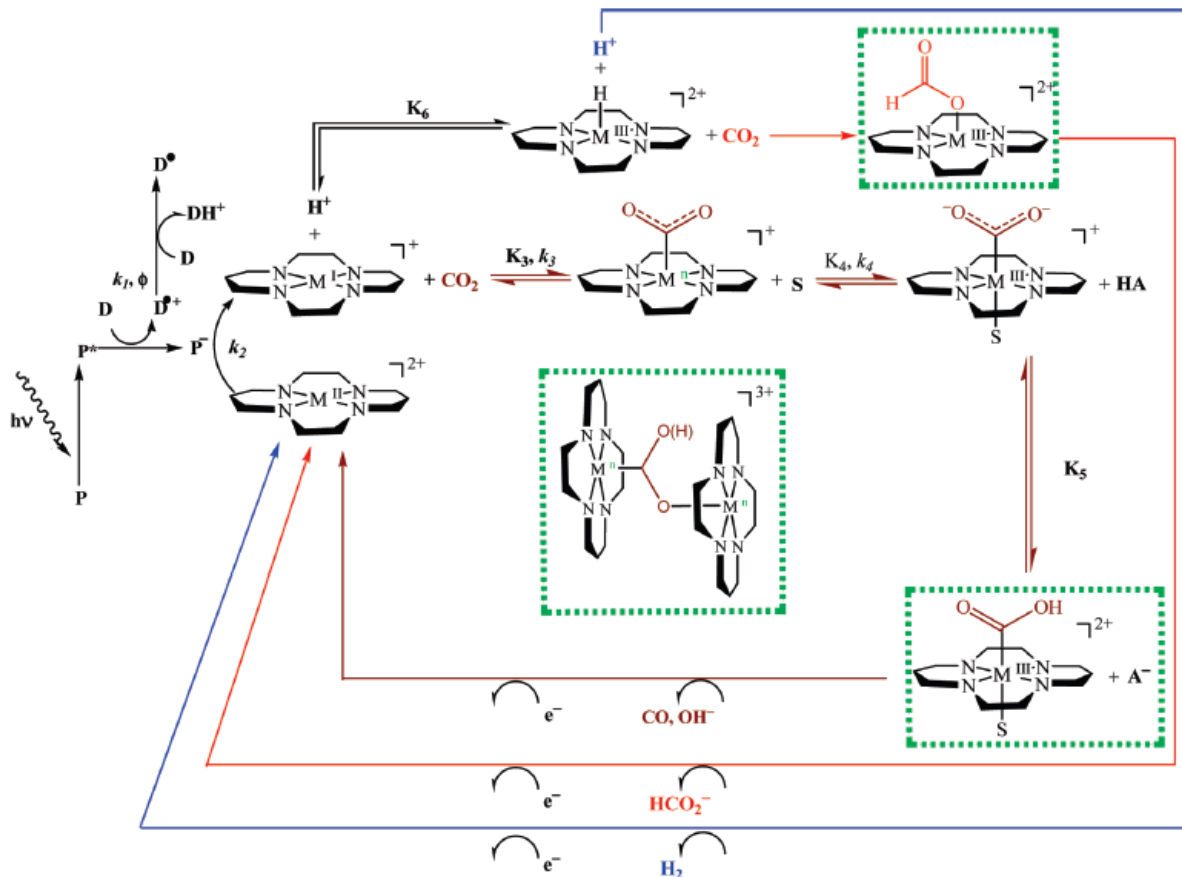 H⁺
+
H
M III
N N N N
⌉2+
+ CO₂
O
H O
M III
N N N N
⌉2+
K₆
D•
DH⁺
D
k₁, ϕ
D•+
D
P*
P⁻
k₂
hν
P
H⁺
+
M I
N N N N
⌉+
+ CO₂
K₃, k₃
O O
M n
N N N N
⌉+
+ S
K₄, k₄
⁻O O⁻
M III
N N N N
S
⌉+
+ HA
M II
N N N N
⌉2+
⌉3+
O(H)
N N
M n
N N
O
N N
M n
N N
K₅
O OH
M III
N N N N
S
⌉2+
+ A⁻
e⁻ CO, OH⁻
e⁻ HCO₂⁻
e⁻ H₂